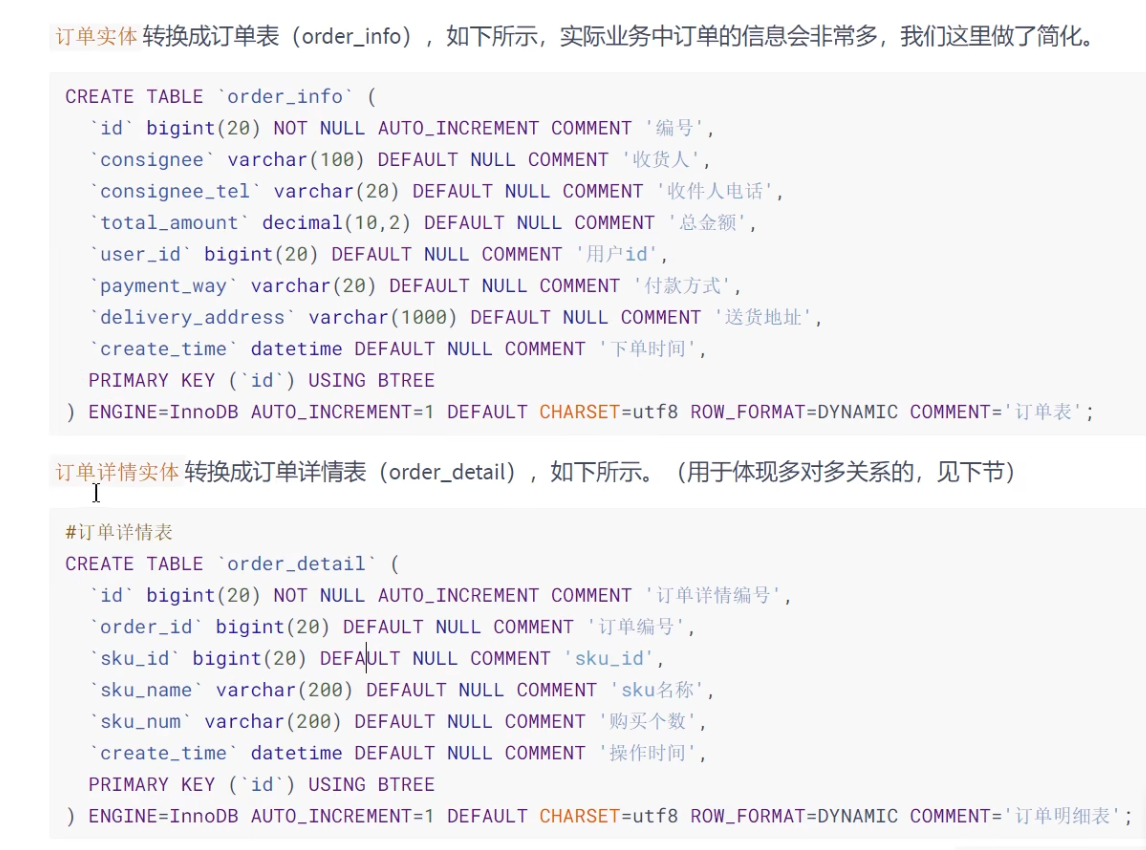 订单实体 转换成订单表（order_info），如下所示，实际业务中订单的信息会非常多，我们这里做了简化。
CREATE TABLE `order_info` (
`id` bigint(20) NOT NULL AUTO_INCREMENT COMMENT '编号',
`consignee` varchar(100) DEFAULT NULL COMMENT '收货人',
`consignee_tel` varchar(20) DEFAULT NULL COMMENT '收件人电话',
`total_amount` decimal(10,2) DEFAULT NULL COMMENT '总金额',
`user_id` bigint(20) DEFAULT NULL COMMENT '用户id',
`payment_way` varchar(20) DEFAULT NULL COMMENT '付款方式',
`delivery_address` varchar(1000) DEFAULT NULL COMMENT '送货地址',
`create_time` datetime DEFAULT NULL COMMENT '下单时间',
PRIMARY KEY (`id`) USING BTREE
) ENGINE=InnoDB AUTO_INCREMENT=1 DEFAULT CHARSET=utf8 ROW_FORMAT=DYNAMIC COMMENT='订单表';
订单详情实体 转换成订单详情表（order_detail），如下所示。（用于体现多对多关系的，见下节）
#订单详情表
CREATE TABLE `order_detail` (
`id` bigint(20) NOT NULL AUTO_INCREMENT COMMENT '订单详情编号',
`order_id` bigint(20) DEFAULT NULL COMMENT '订单编号',
`sku_id` bigint(20) DEFAULT NULL COMMENT 'sku_id',
`sku_name` varchar(200) DEFAULT NULL COMMENT 'sku名称',
`sku_num` varchar(200) DEFAULT NULL COMMENT '购买个数',
`create_time` datetime DEFAULT NULL COMMENT '操作时间',
PRIMARY KEY (`id`) USING BTREE
) ENGINE=InnoDB AUTO_INCREMENT=1 DEFAULT CHARSET=utf8 ROW_FORMAT=DYNAMIC COMMENT='订单明细表';